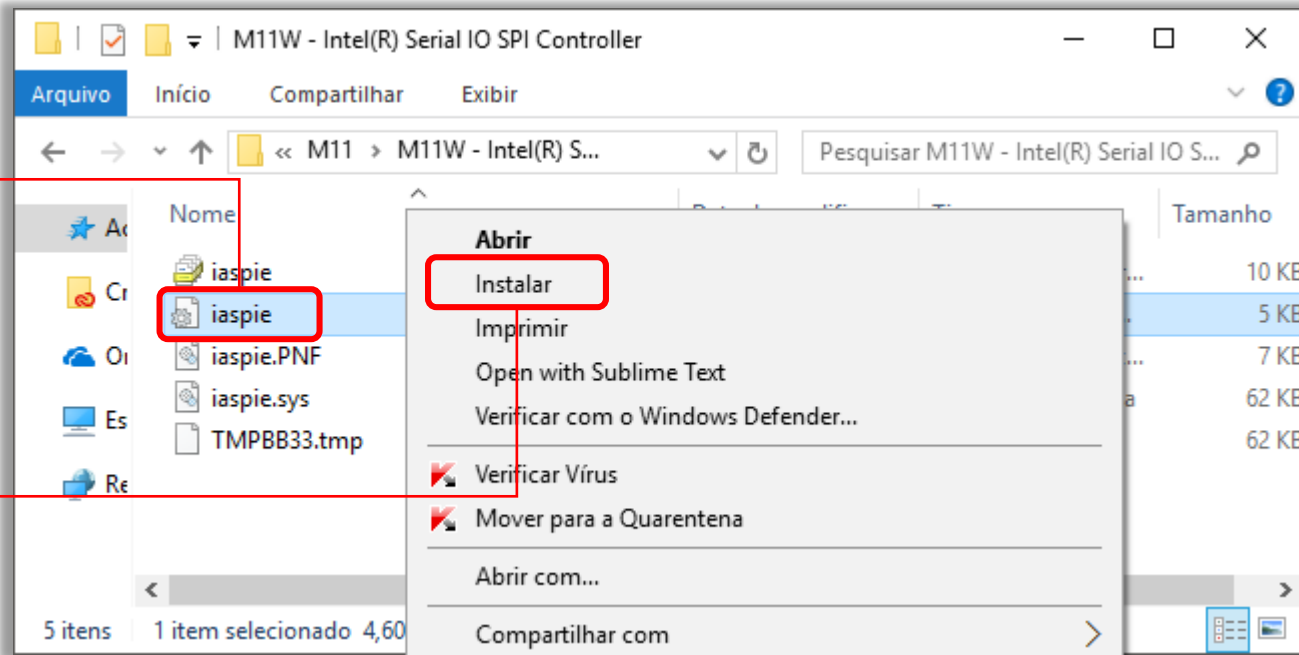 M11W - Intel(R) Serial IO SPI Controller
Arquivo Início Compartilhar Exibir
« M11 > M11W - Intel(R) S... Pesquisar M11W - Intel(R) Serial IO S...
Nome Tamanho
Abrir
iaspie 10 KB
Instalar
iaspie 5 KB
Imprimir
iaspie.PNF 7 KB
Open with Sublime Text
iaspie.sys 62 KB
Verificar com o Windows Defender...
TMPBB33.tmp 62 KB
Verificar Vírus
Mover para a Quarentena
Abrir com...
5 itens 1 item selecionado 4,60
Compartilhar com